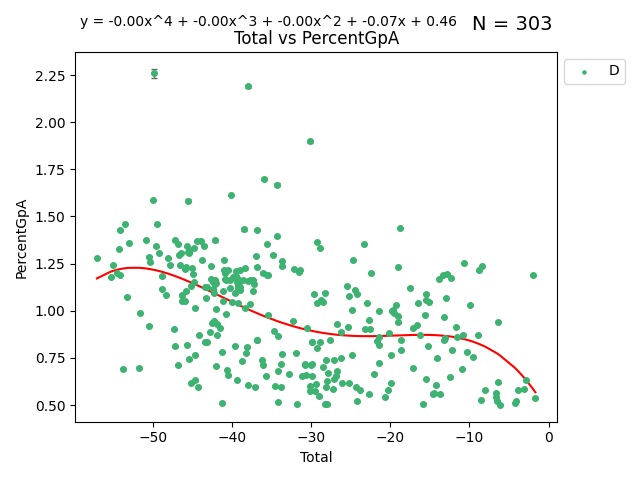 y = -0.00x^4 + -0.00x^3 + -0.00x^2 + -0.07x + 0.46
N = 303
Total vs PercentGpA
D
PercentGpA
2.25
2.00
1.75
1.50
1.25
1.00
0.75
0.50
−50 −40 −30 −20 −10 0
Total